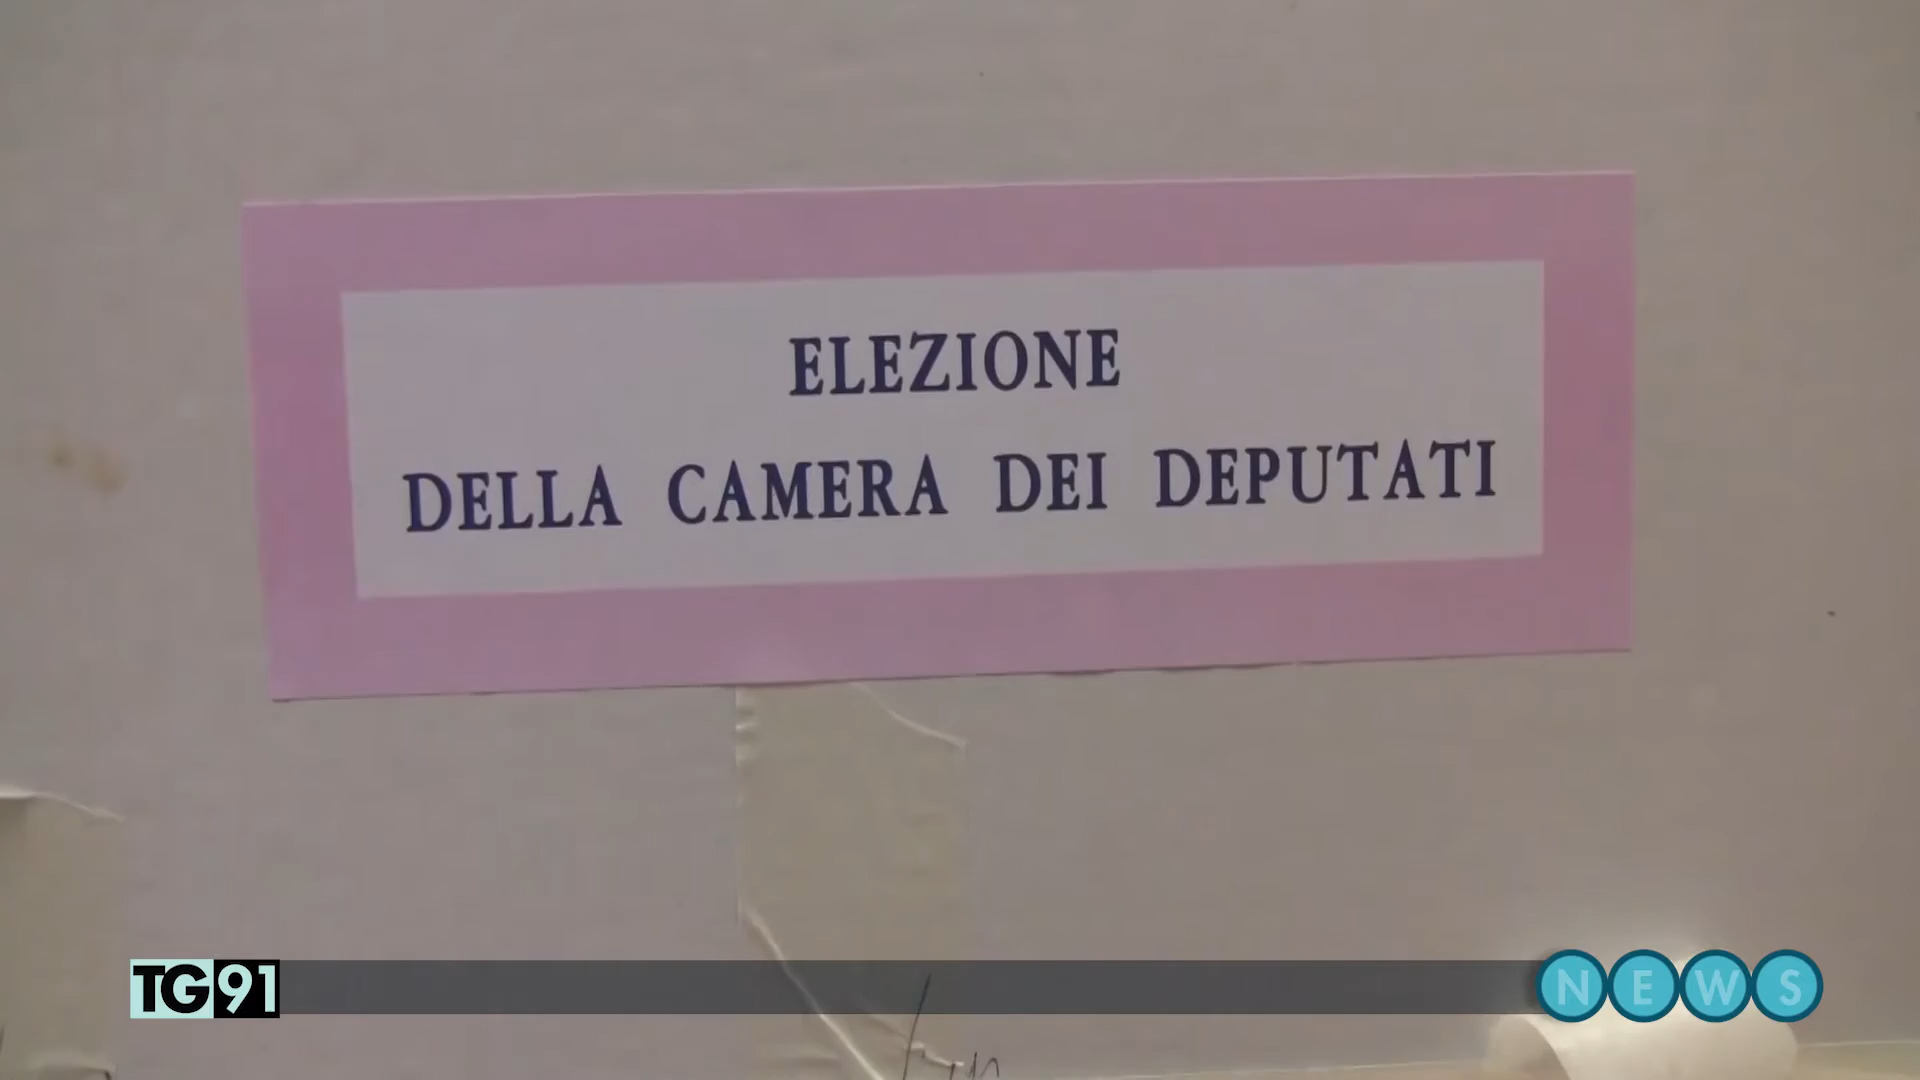 ELEZIONE
DELLA CAMERA DEI DEPUTATI
TG91
NEWS